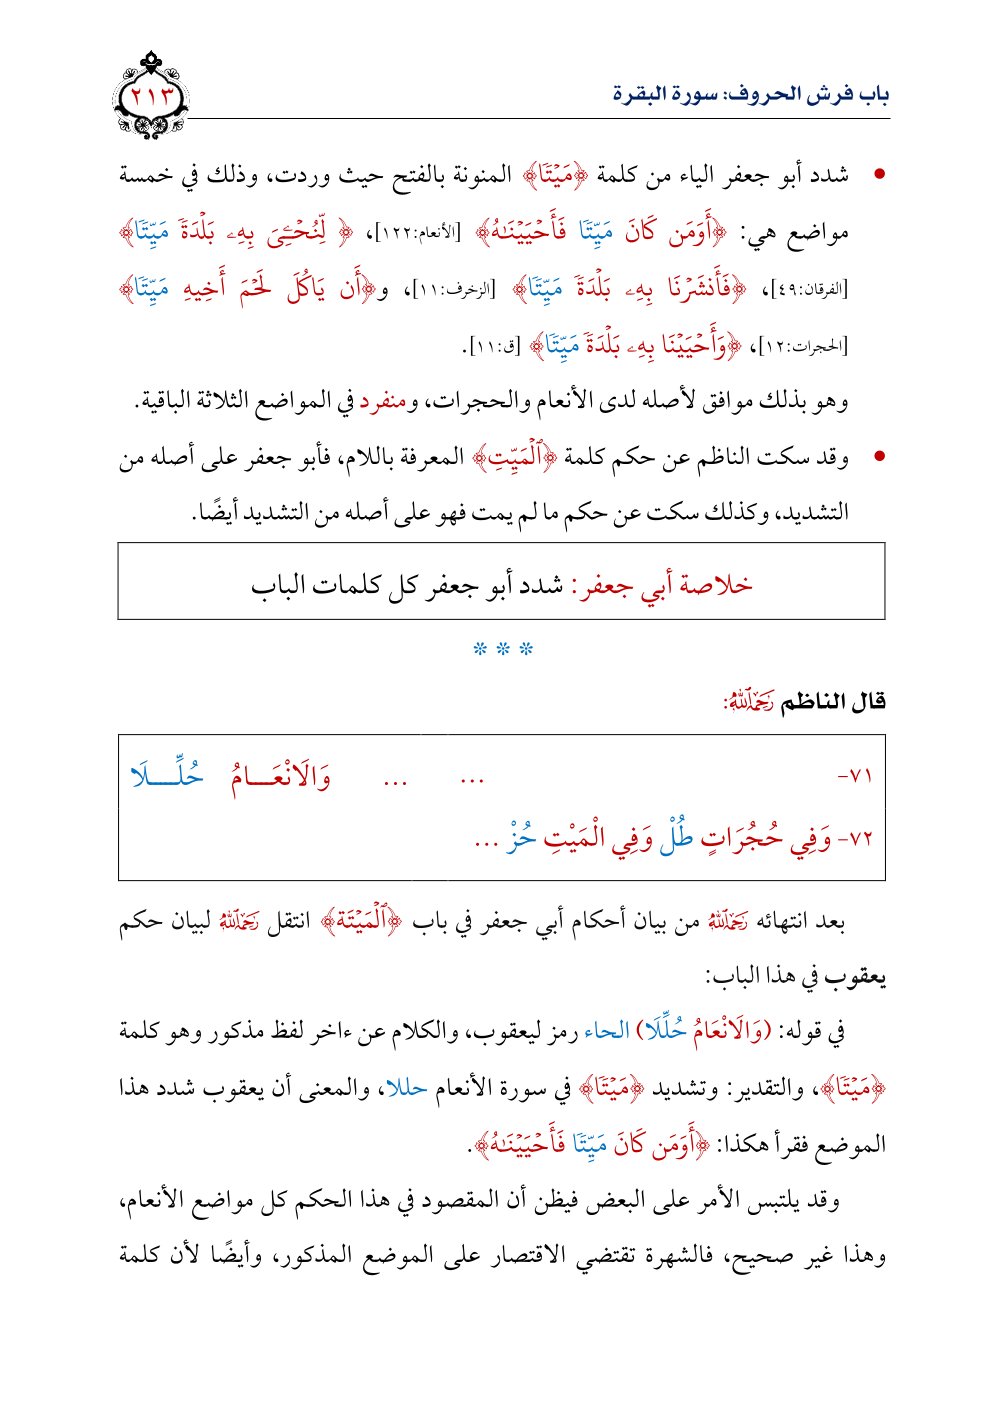 باب فرش الحروف: سورة البقرة
٢١٣
• شدد أبو جعفر الياء من كلمة ﴿مَيۡتٗا﴾ المنونة بالفتح حيث وردت، وذلك في خمسة
مواضع هي: ﴿أَوَمَن كَانَ مَيِّتٗا فَأَحۡيَيۡنَٰهُ﴾ [الأنعام:١٢٢]، ﴿لِّنُحۡـِۧيَ بِهِۦ بَلۡدَةٗ مَيِّتٗا﴾
[الفرقان:٤٩]، ﴿فَأَنشَرۡنَا بِهِۦ بَلۡدَةٗ مَيِّتٗا﴾ [الزخرف:١١]، و﴿أَن يَاكُلَ لَحۡمَ أَخِيهِ مَيِّتٗا﴾
[الحجرات:١٢]، ﴿وَأَحۡيَيۡنَا بِهِۦ بَلۡدَةٗ مَيِّتٗا﴾ [ق:١١].
وهو بذلك موافق لأصله لدى الأنعام والحجرات، ومنفرد في المواضع الثلاثة الباقية.
• وقد سكت الناظم عن حكم كلمة ﴿ٱلۡمَيِّتِ﴾ المعرفة باللام، فأبو جعفر على أصله من
التشديد، وكذلك سكت عن حكم ما لم يمت فهو على أصله من التشديد أيضًا.
خلاصة أبي جعفر: شدد أبو جعفر كل كلمات الباب
* * *
قال الناظم رَحِمَهُ ٱللَّهُ:
٧١- ... ... وَالَانْعَـــامُ حُلِّـــلَا
٧٢- وَفِي حُجُرَاتٍ طُلْ وَفِي الْمَيْتِ حُزْ ...
بعد انتهائه رَحِمَهُ ٱللَّهُ من بيان أحكام أبي جعفر في باب ﴿ٱلۡمَيۡتَة﴾ انتقل رَحِمَهُ ٱللَّهُ لبيان حكم
يعقوب في هذا الباب:
في قوله: (وَالَانْعَامُ حُلِّلَا) الحاء رمز ليعقوب، والكلام عن ءاخر لفظ مذكور وهو كلمة
﴿مَيۡتٗا﴾، والتقدير: وتشديد ﴿مَيۡتٗا﴾ في سورة الأنعام حللا، والمعنى أن يعقوب شدد هذا
الموضع فقرأ هكذا: ﴿أَوَمَن كَانَ مَيِّتٗا فَأَحۡيَيۡنَٰهُ﴾.
وقد يلتبس الأمر على البعض فيظن أن المقصود في هذا الحكم كل مواضع الأنعام،
وهذا غير صحيح، فالشهرة تقتضي الاقتصار على الموضع المذكور، وأيضًا لأن كلمة